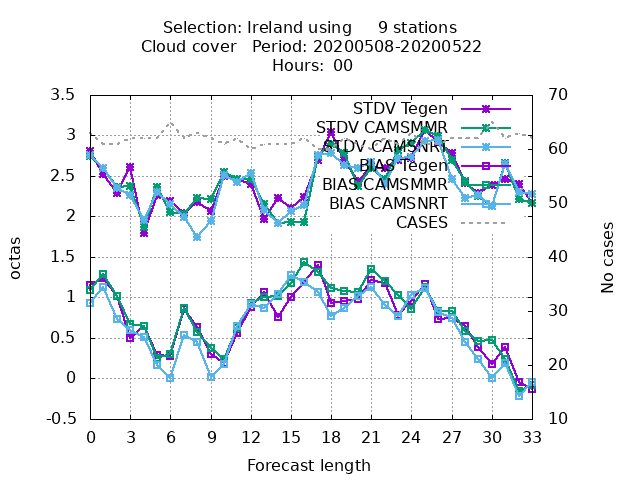 Selection: Ireland using 9 stations
Cloud cover Period: 20200508-20200522
Hours: 00
3.5
3
2.5
2
1.5
1
0.5
0
-0.5
70
60
50
40
30
20
10
0 3 6 9 12 15 18 21 24 27 30 33
octas
No cases
Forecast length
STDV Tegen
STDV CAMSMMR
STDV CAMSNRT
BIAS Tegen
BIAS CAMSMMR
BIAS CAMSNRT
CASES